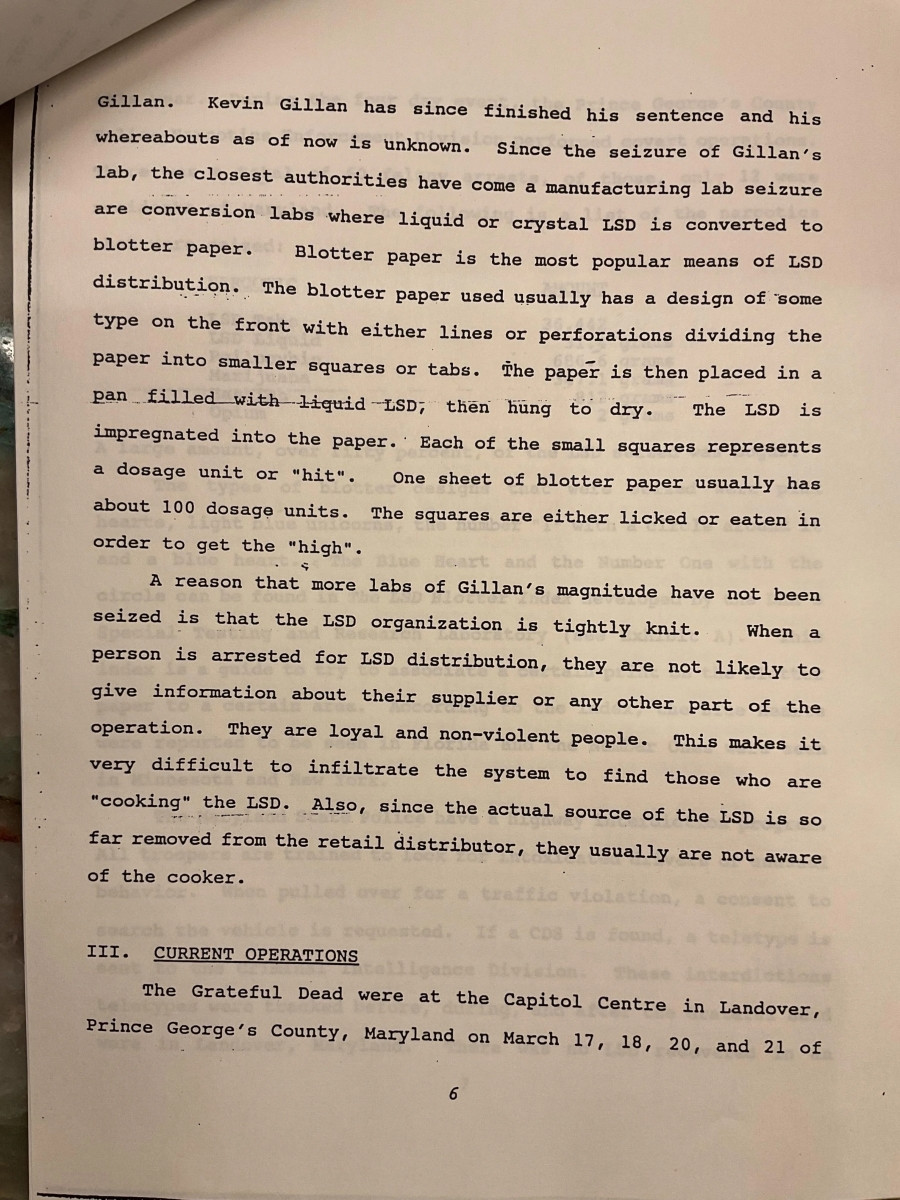 Gillan. Kevin Gillan has since finished his sentence and his
whereabouts as of now is unknown. Since the seizure of Gillan's
lab, the closest authorities have come a manufacturing lab seizure
are conversion labs where liquid or crystal LSD is converted to
blotter paper. Blotter paper is the most popular means of LSD
distribution. The blotter paper used usually has a design of some
type on the front with either lines or perforations dividing the
paper into smaller squares or tabs. The paper is then placed in a
pan filled with liquid LSD, then hung to dry. The LSD is
impregnated into the paper. Each of the small squares represents
a dosage unit or "hit". One sheet of blotter paper usually has
about 100 dosage units. The squares are either licked or eaten in
order to get the "high".
A reason that more labs of Gillan's magnitude have not been
seized is that the LSD organization is tightly knit. When a
person is arrested for LSD distribution, they are not likely to
give information about their supplier or any other part of the
operation. They are loyal and non-violent people. This makes it
very difficult to infiltrate the system to find those who are
"cooking" the LSD. Also, since the actual source of the LSD is so
far removed from the retail distributor, they usually are not aware
of the cooker.
III. CURRENT OPERATIONS
The Grateful Dead were at the Capitol Centre in Landover,
Prince George's County, Maryland on March 17, 18, 20, and 21 of
6